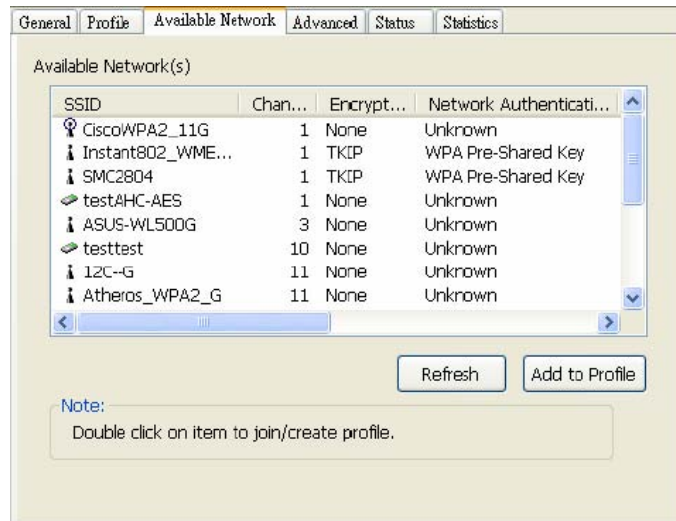 General Profile Available Network Advanced Status Statistics
Available Network(s)
SSID Chan... Encrypt... Network Authenticati...
CiscoWPA2_11G 1 None Unknown
Instant802_WME... 1 TKIP WPA Pre-Shared Key
SMC2804 1 TKIP WPA Pre-Shared Key
testAHC-AES 1 None Unknown
ASUS-WL500G 3 None Unknown
testtest 10 None Unknown
12C--G 11 None Unknown
Atheros_WPA2_G 11 None Unknown
Refresh Add to Profile
Note:
Double click on item to join/create profile.